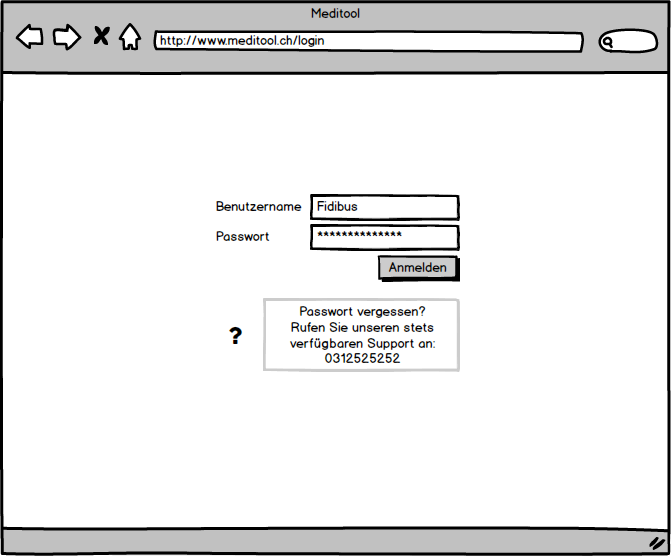 Meditool
http://www.meditool.ch/login
Benutzername Fidibus
Passwort **************
Anmelden
?
Passwort vergessen?
Rufen Sie unseren stets
verfügbaren Support an:
0312525252